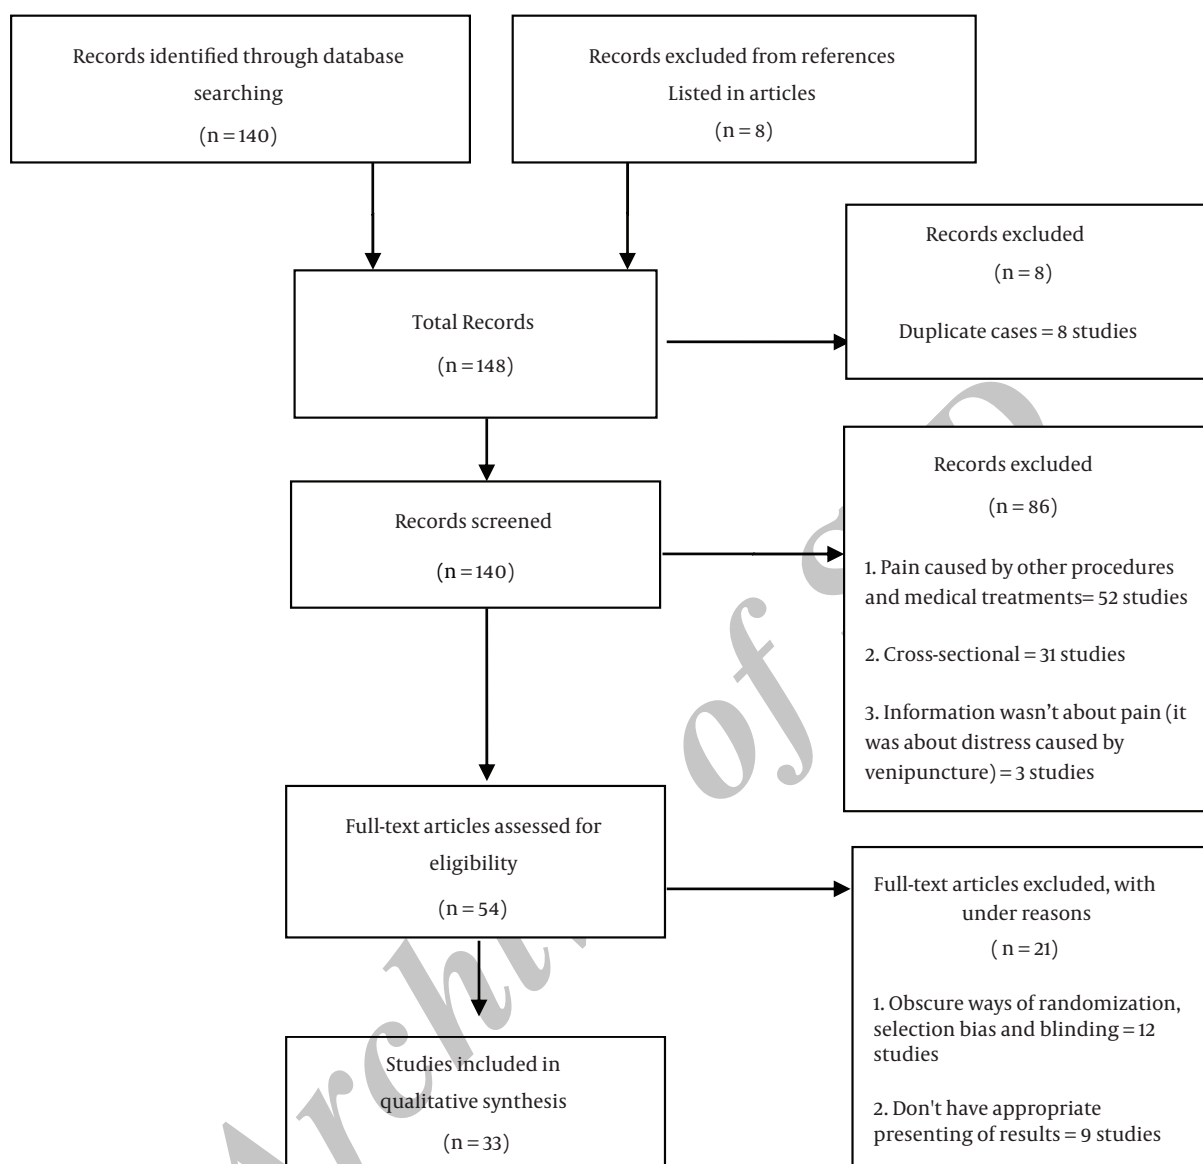 Records identified through database
searching
(n = 140)
Records excluded from references
Listed in articles
(n = 8)
Records excluded
(n = 8)
Duplicate cases = 8 studies
Total Records
(n = 148)
Records excluded
(n = 86)
1. Pain caused by other procedures
and medical treatments= 52 studies
2. Cross-sectional = 31 studies
3. Information wasn't about pain (it
was about distress caused by
venipuncture) = 3 studies
Records screened
(n = 140)
Full-text articles assessed for
eligibility
(n = 54)
Full-text articles excluded, with
under reasons
( n = 21)
1. Obscure ways of randomization,
selection bias and blinding = 12
studies
2. Don't have appropriate
presenting of results = 9 studies
Studies included in
qualitative synthesis
(n = 33)
of